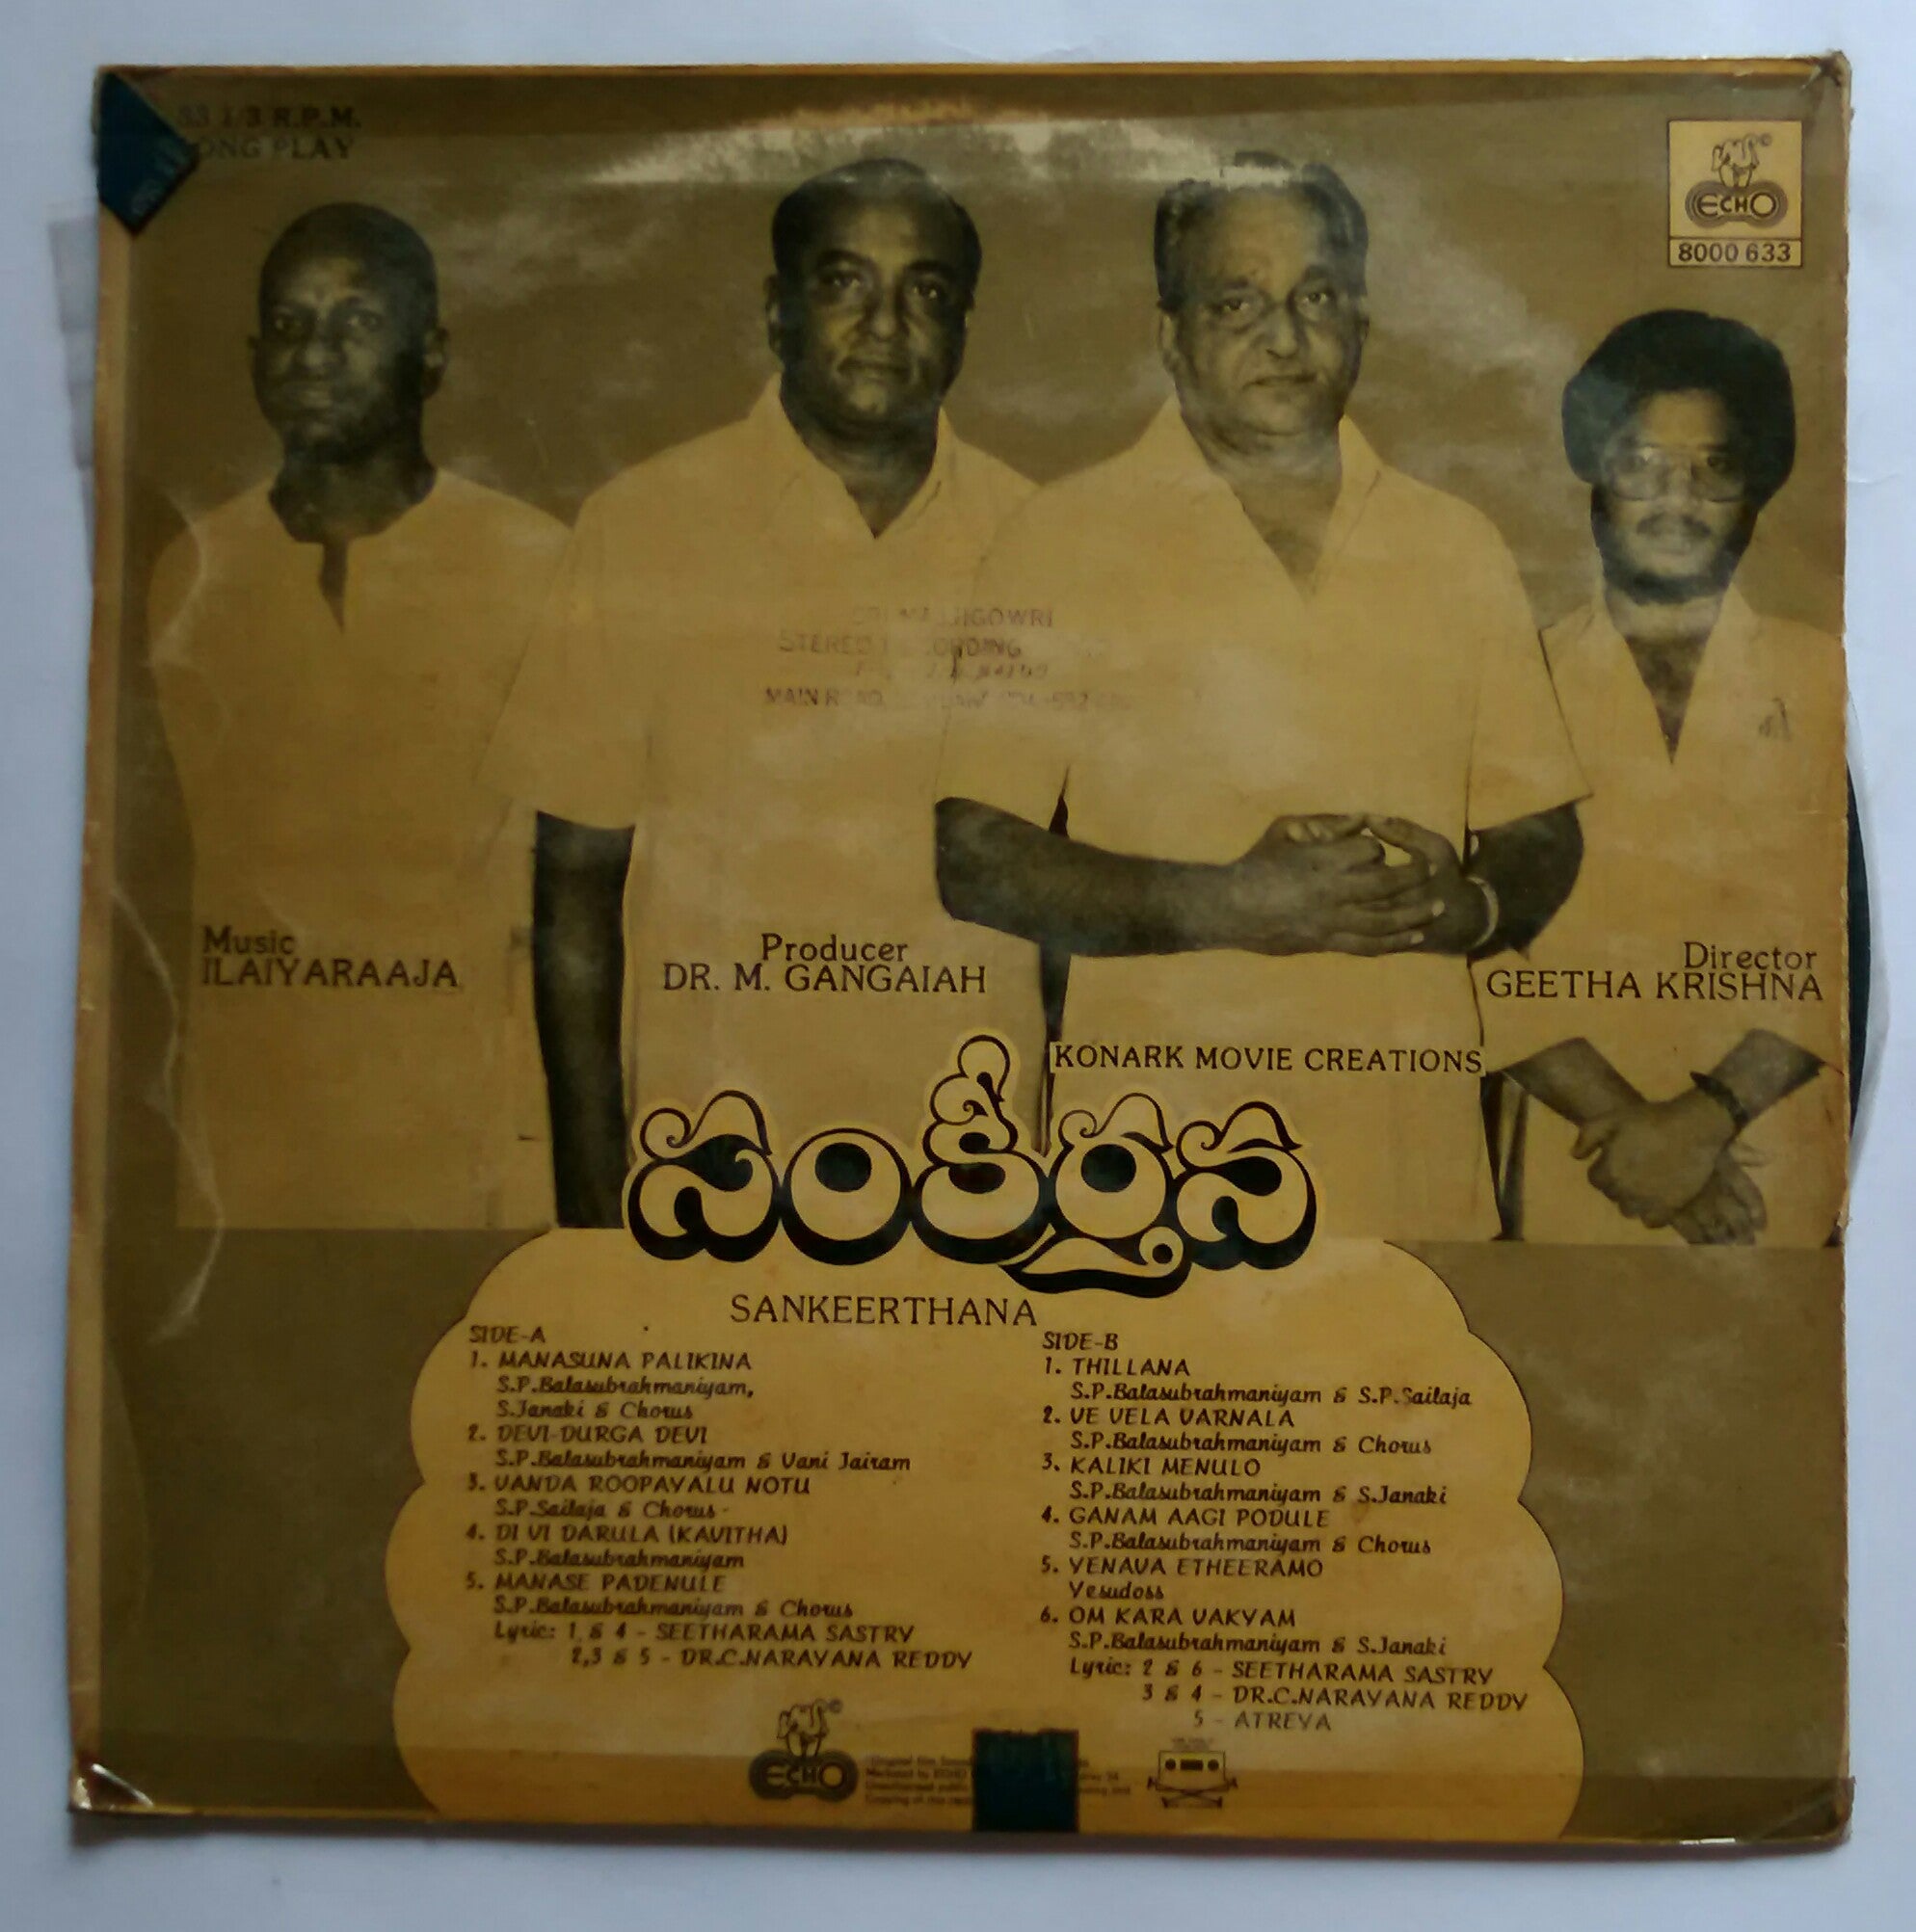 33 1/3 R.P.M.
LONG PLAY
ECHO
8000 633
STEREO
MAIN ROAD
Music
ILAIYARAAJA
Producer
DR. M. GANGAIAH
Director
GEETHA KRISHNA
KONARK MOVIE CREATIONS
సంకీర్తన
SANKEERTHANA
SIDE-A
1. MANASUNA PALIKINA
S.P.Balasubrahmaniyam,
S.Janaki & Chorus
2. DEVI DURGA DEVI
S.P.Balasubrahmaniyam & Vani Jairam
3. VANDA ROOPAYALU NOTU
S.P.Sailaja & Chorus
4. DI VI DARULA (KAVITHA)
S.P.Balasubrahmaniyam
5. MANASE PADENULE
S.P.Balasubrahmaniyam & Chorus
Lyric: 1, & 4 - SEETHARAMA SASTRY
2,3 & 5 - DR.C.NARAYANA REDDY
SIDE-B
1. THILLANA
S.P.Balasubrahmaniyam & S.P.Sailaja
2. VE VELA VARNALA
S.P.Balasubrahmaniyam & Chorus
3. KALIKI MENULO
S.P.Balasubrahmaniyam & S.Janaki
4. GANAM AAGI PODULE
S.P.Balasubrahmaniyam & Chorus
5. YENAVA ETHEERAMO
Yesudoss
6. OM KARA VAKYAM
S.P.Balasubrahmaniyam & S.Janaki
Lyric: 2 & 6 - SEETHARAMA SASTRY
3 & 4 - DR.C.NARAYANA REDDY
5 - ATREYA
ECHO